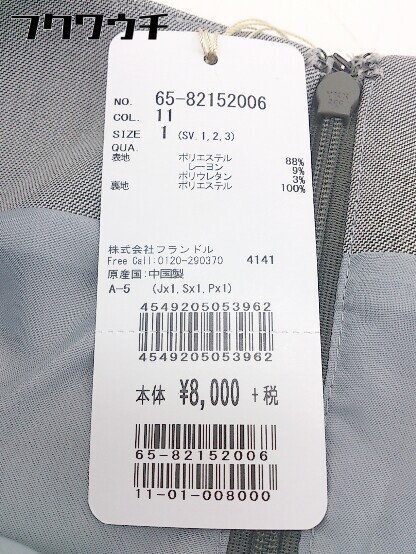 フクワウチ
NO. 65-82152006
COL. 11
SIZE 1 (SV.1,2,3)
QUA.
表地 ポリエステル 88%
レーヨン 9%
ポリウレタン 3%
裏地 ポリエステル 100%
株式会社フランドル
Free Call:0120-290370 4141
原産国:中国製
A-5 (Jx1,Sx1,Px1)
4549205053962
4549205053962
本体 ¥8,000 +税
65-82152006
11-01-008000